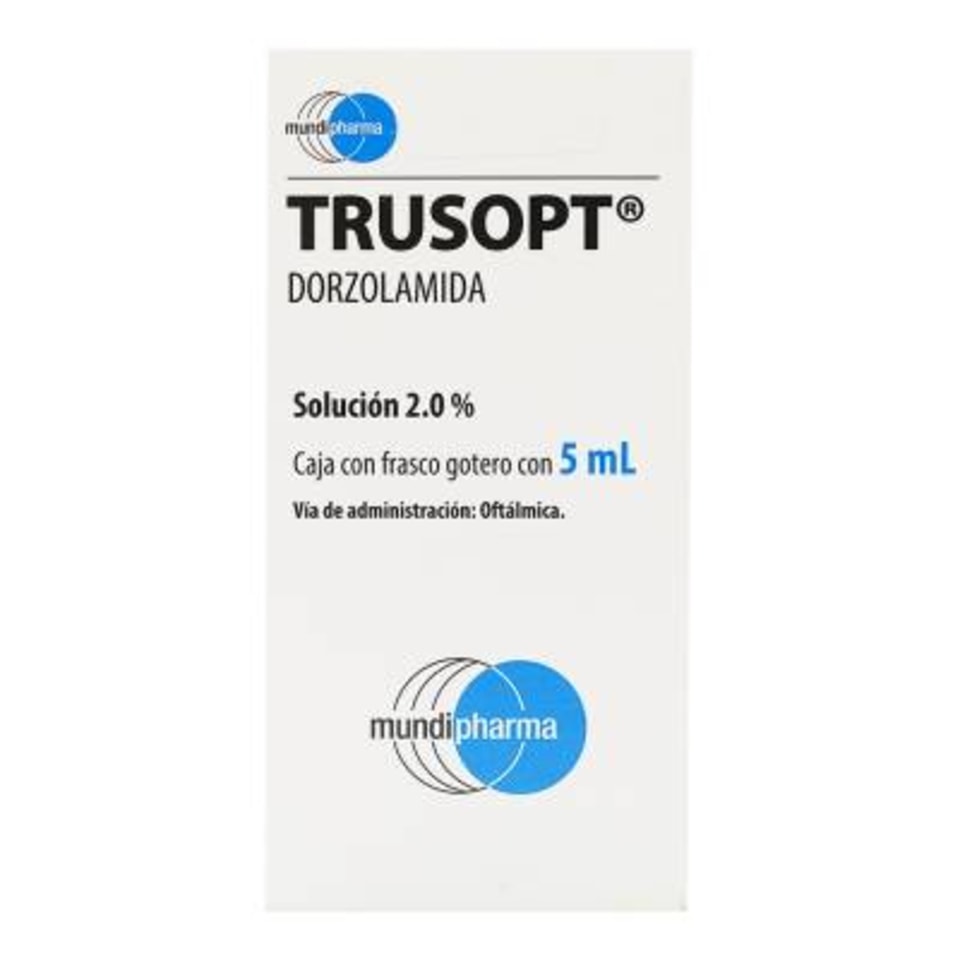 mundipharma
TRUSOPT®
DORZOLAMIDA
Solución 2.0 %
Caja con frasco gotero con 5 mL
Vía de administración: Oftálmica.
mundipharma